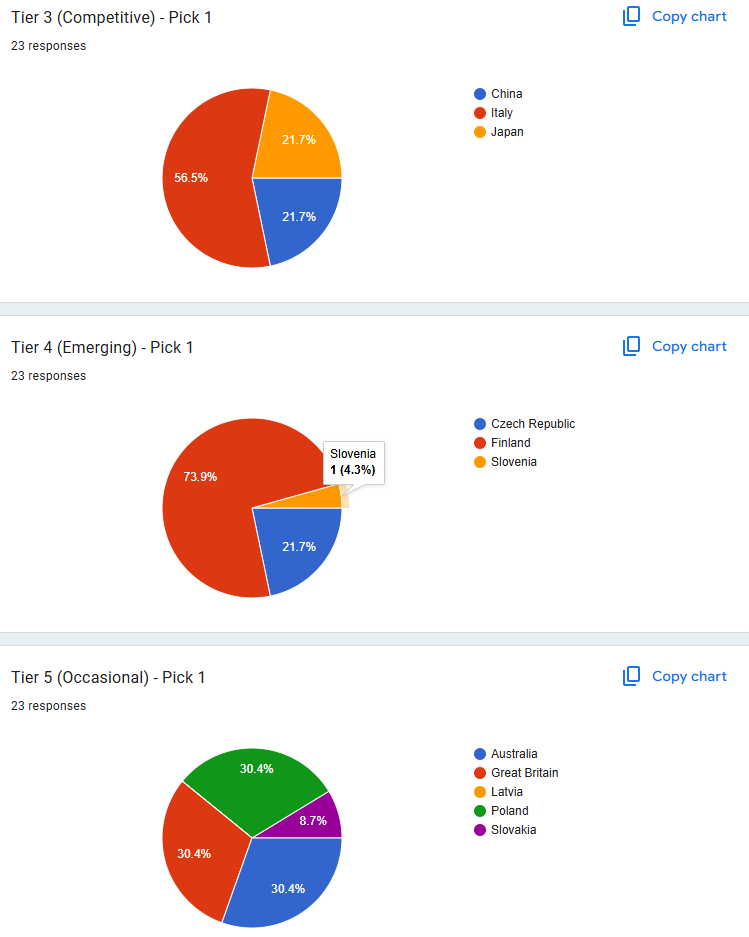 Tier 3 (Competitive) - Pick 1
Copy chart
23 responses
China
Italy
Japan
21.7%
56.5%
21.7%
Tier 4 (Emerging) - Pick 1
Copy chart
23 responses
Czech Republic
Finland
Slovenia
Slovenia
1 (4.3%)
73.9%
21.7%
Tier 5 (Occasional) - Pick 1
Copy chart
23 responses
Australia
Great Britain
Latvia
Poland
Slovakia
30.4%
8.7%
30.4%
30.4%